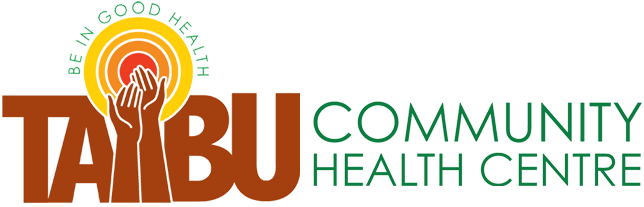 BE IN GOOD HEALTH
TAIBU
COMMUNITY
HEALTH CENTRE